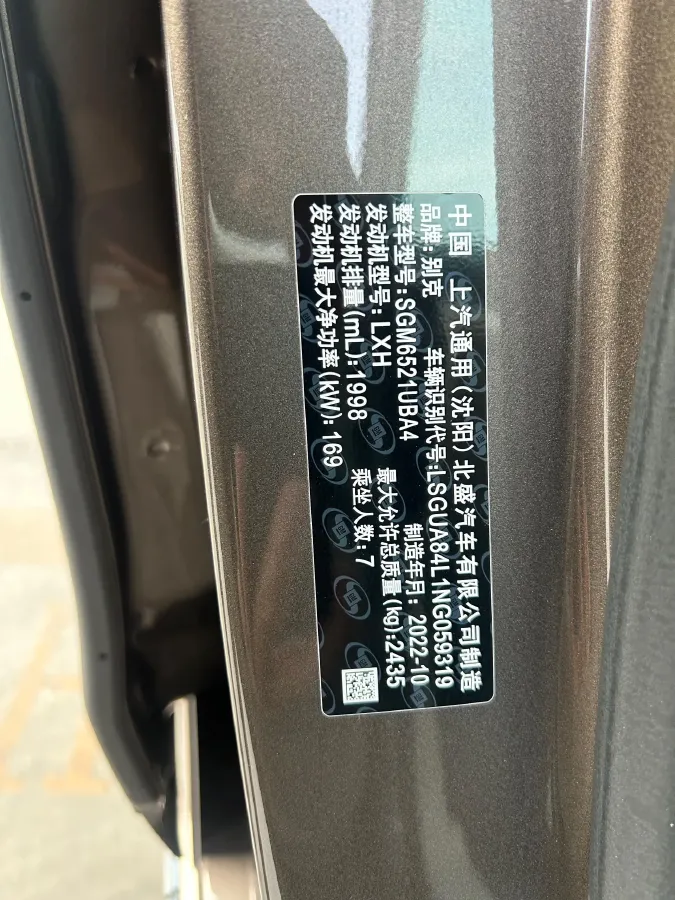 中国 上汽通用(沈阳)北盛汽车有限公司制造
品牌:别克 车辆识别代号:LSGUA84L1NG059319
整车型号:SGM6521UBA4 制造年月: 2022-10
发动机型号:LXH 最大允许总质量(kg):2435
发动机排量(mL):1998 乘坐人数:7
发动机最大净功率(kW): 169